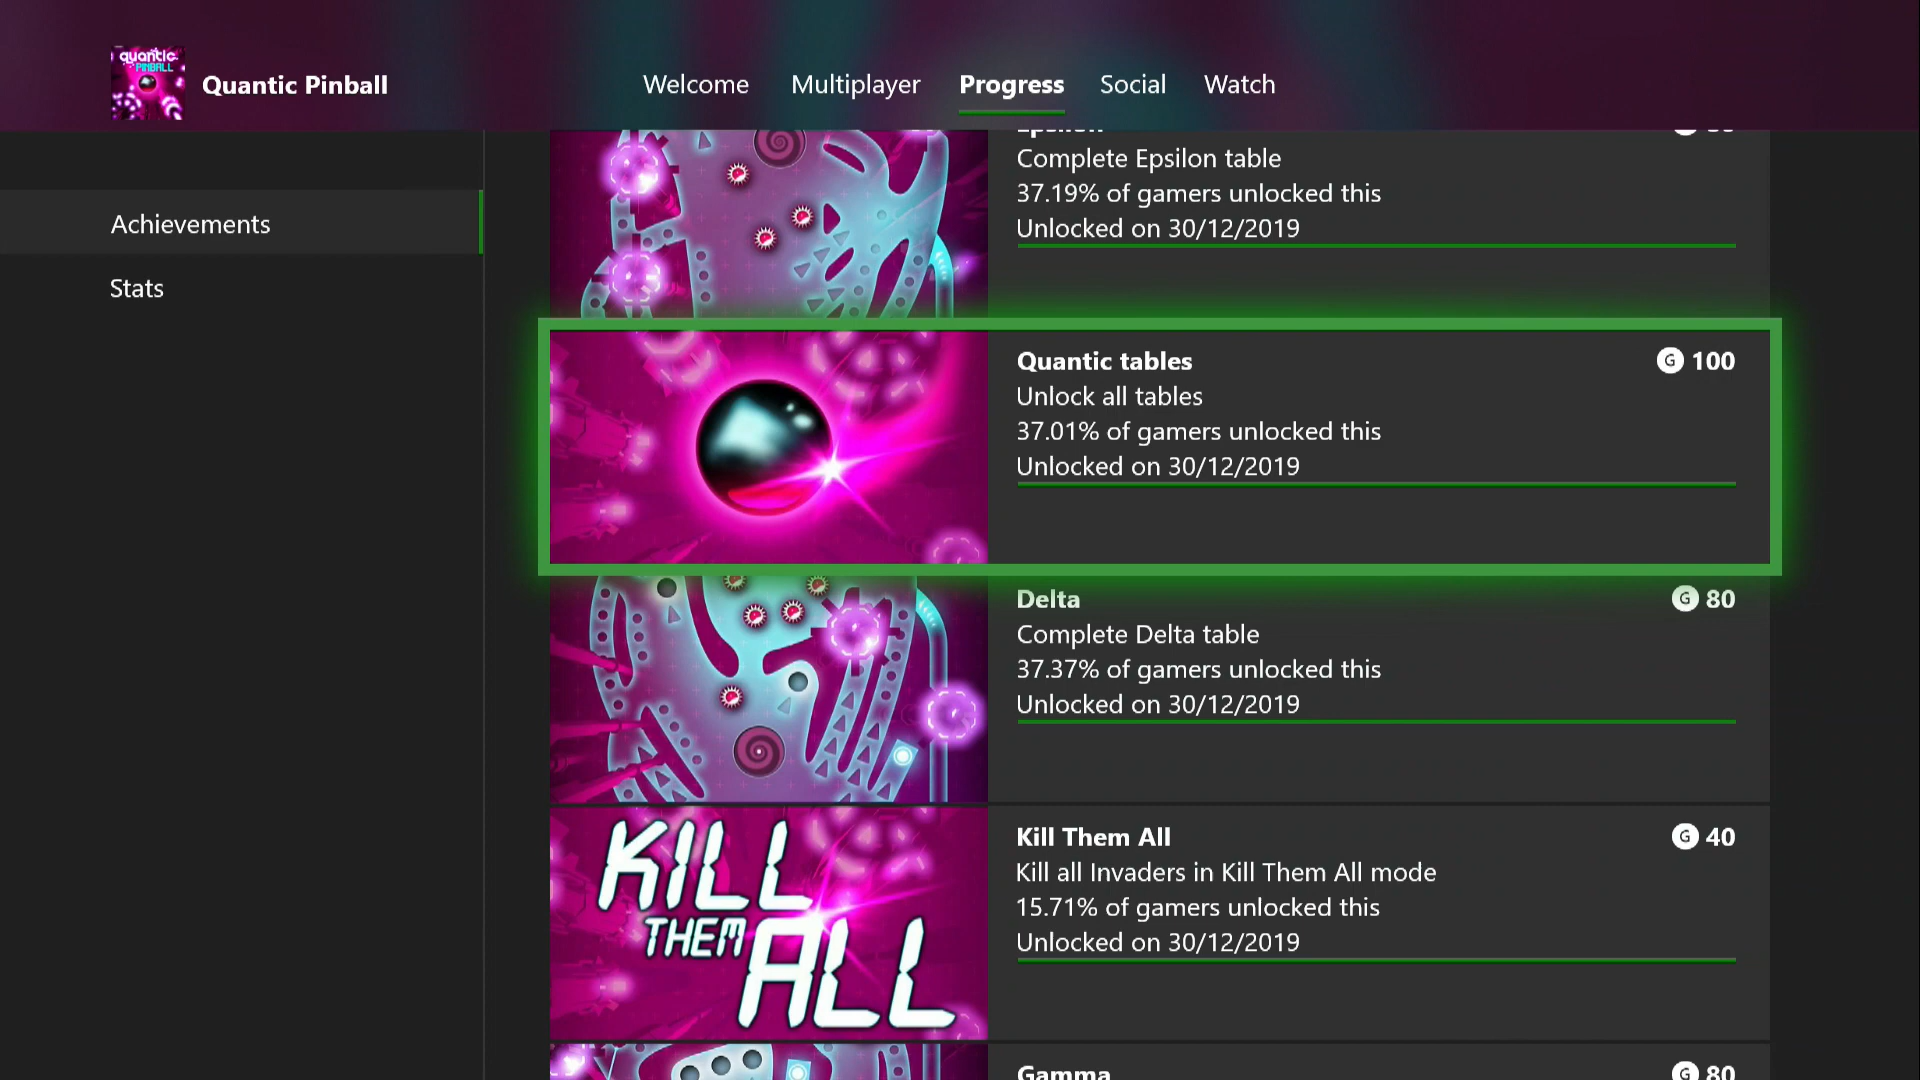 quantic
PINBALL
Quantic Pinball
Welcome
Multiplayer
Progress
Social
Watch
Achievements
Stats
Epsilon
Complete Epsilon table
37.19% of gamers unlocked this
Unlocked on 30/12/2019
Quantic tables
G 100
Unlock all tables
37.01% of gamers unlocked this
Unlocked on 30/12/2019
Delta
G 80
Complete Delta table
37.37% of gamers unlocked this
Unlocked on 30/12/2019
KILL
THEM
ALL
Kill Them All
G 40
Kill all Invaders in Kill Them All mode
15.71% of gamers unlocked this
Unlocked on 30/12/2019
Gamma
G 80